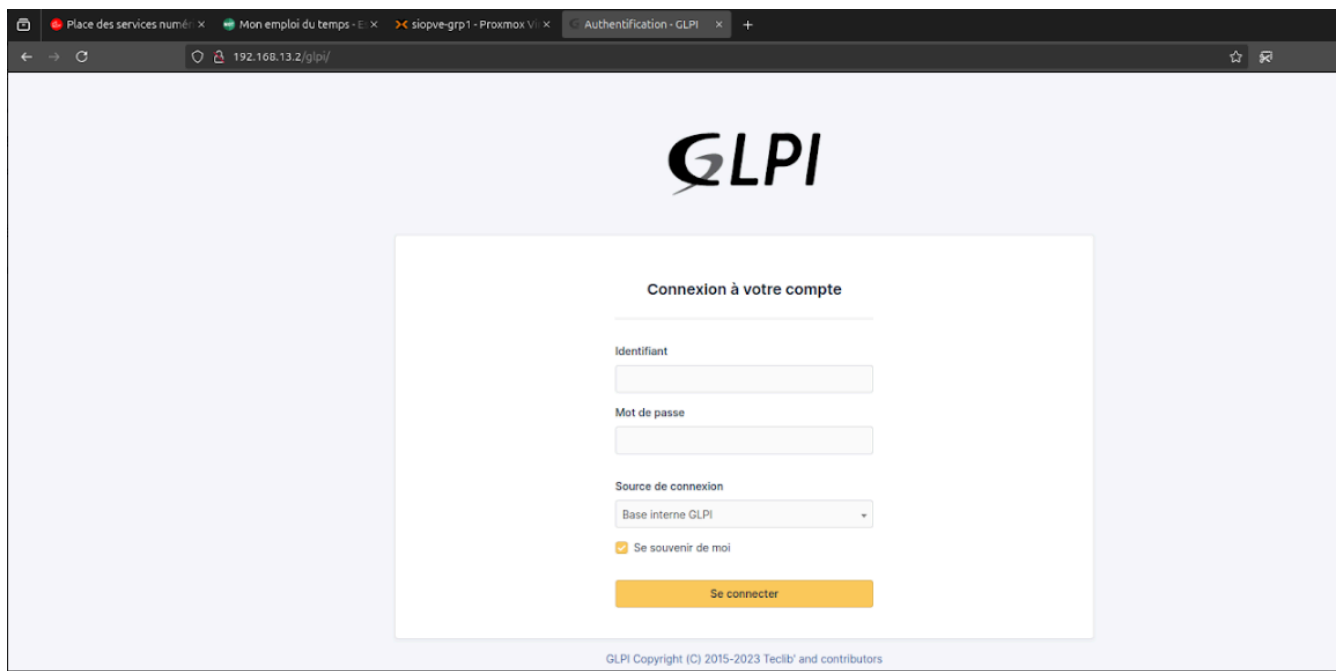 Place des services numér
Mon emploi du temps - E
siopve-grp1 - Proxmox Vi
Authentification - GLPI
192.168.13.2/glpi/
GLPI
Connexion à votre compte
Identifiant
Mot de passe
Source de connexion
Base interne GLPI
Se souvenir de moi
Se connecter
GLPI Copyright (C) 2015-2023 Teclib' and contributors